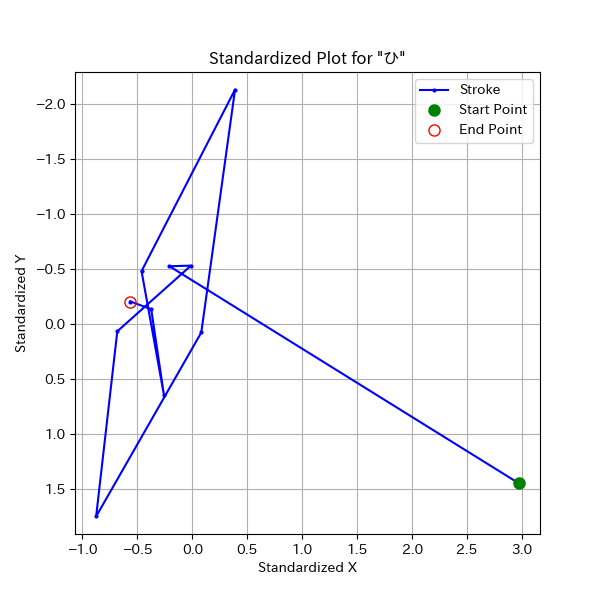 Standardized Plot for "ひ"
Stroke
Start Point
End Point
Standardized Y
−2.0
−1.5
−1.0
−0.5
0.0
0.5
1.0
1.5
−1.0 −0.5 0.0 0.5 1.0 1.5 2.0 2.5 3.0
Standardized X